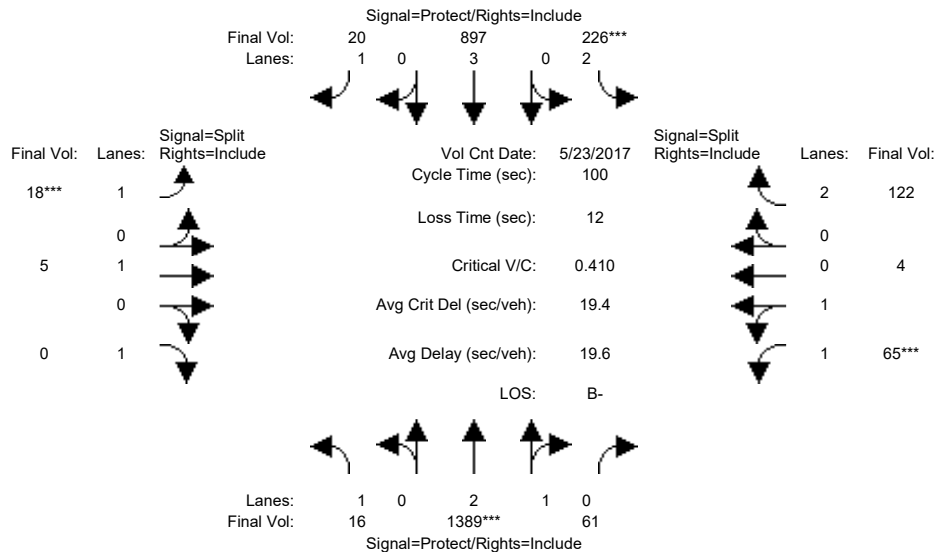 Signal=Protect/Rights=Include
Final Vol: 20 897 226***
Lanes: 1 0 3 0 2
Signal=Split
Final Vol: Lanes: Rights=Include
Vol Cnt Date: 5/23/2017
Signal=Split
Rights=Include Lanes: Final Vol:
Cycle Time (sec): 100
18*** 1
2 122
Loss Time (sec): 12
0
0
5 1
Critical V/C: 0.410
0 4
0
Avg Crit Del (sec/veh): 19.4
1
0 1
Avg Delay (sec/veh): 19.6
1 65***
LOS: B-
Lanes: 1 0 2 1 0
Final Vol: 16 1389*** 61
Signal=Protect/Rights=Include